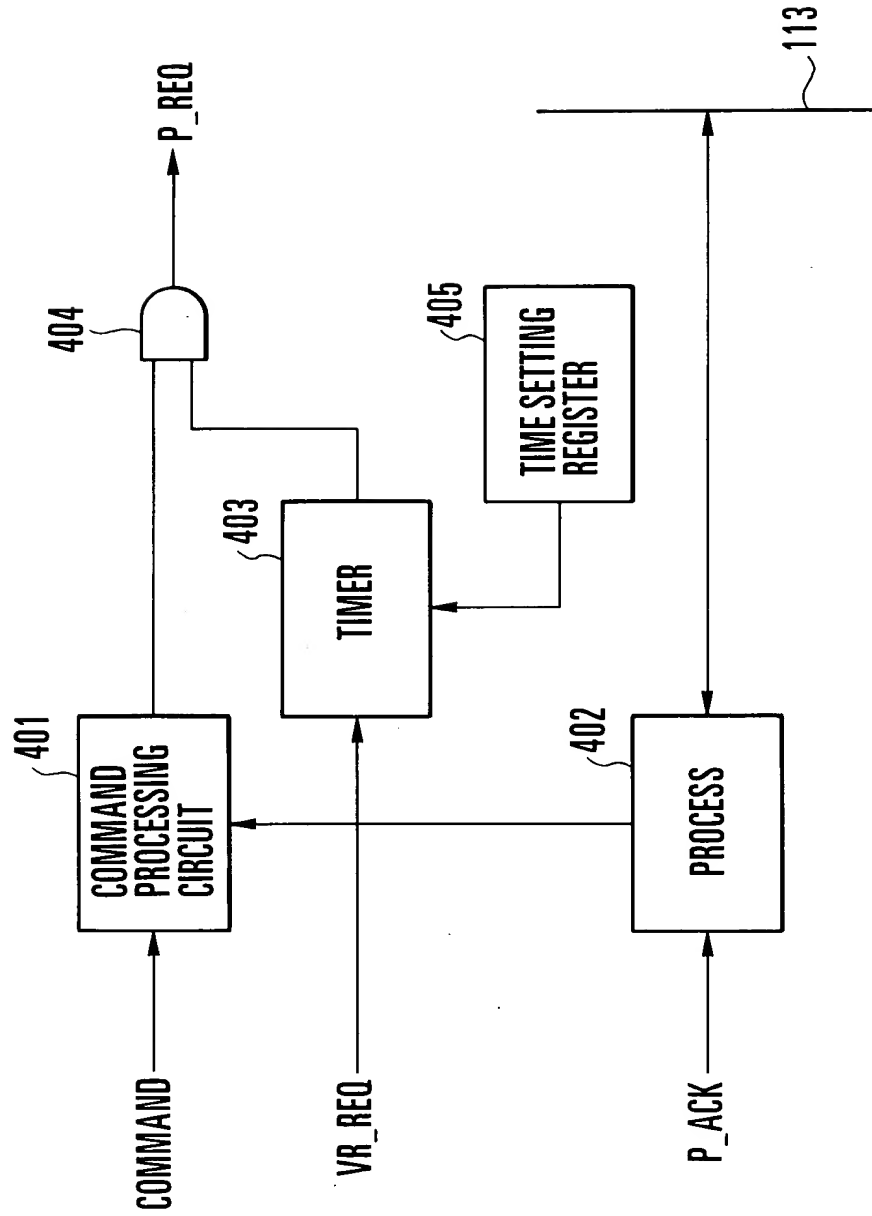 COMMAND
401
COMMAND
PROCESSING
CIRCUIT
404
P_REQ
VR_REQ
403
TIMER
405
TIME SETTING
REGISTER
P_ACK
402
PROCESS
113